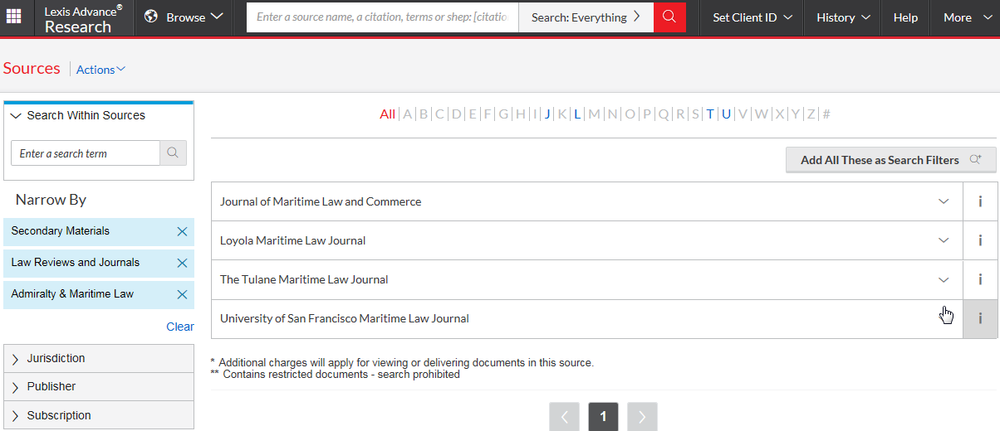 Lexis Advance®
Research
Browse
Enter a source name, a citation, terms or shep: [citatio
Search: Everything
Set Client ID
History
Help
More
Sources
Actions
Search Within Sources
Enter a search term
Narrow By
Secondary Materials
Law Reviews and Journals
Admiralty & Maritime Law
Clear
Jurisdiction
Publisher
Subscription
All A B C D E F G H I J K L M N O P Q R S T U V W X Y Z #
Add All These as Search Filters
Journal of Maritime Law and Commerce
Loyola Maritime Law Journal
The Tulane Maritime Law Journal
University of San Francisco Maritime Law Journal
* Additional charges will apply for viewing or delivering documents in this source.
** Contains restricted documents - search prohibited
1